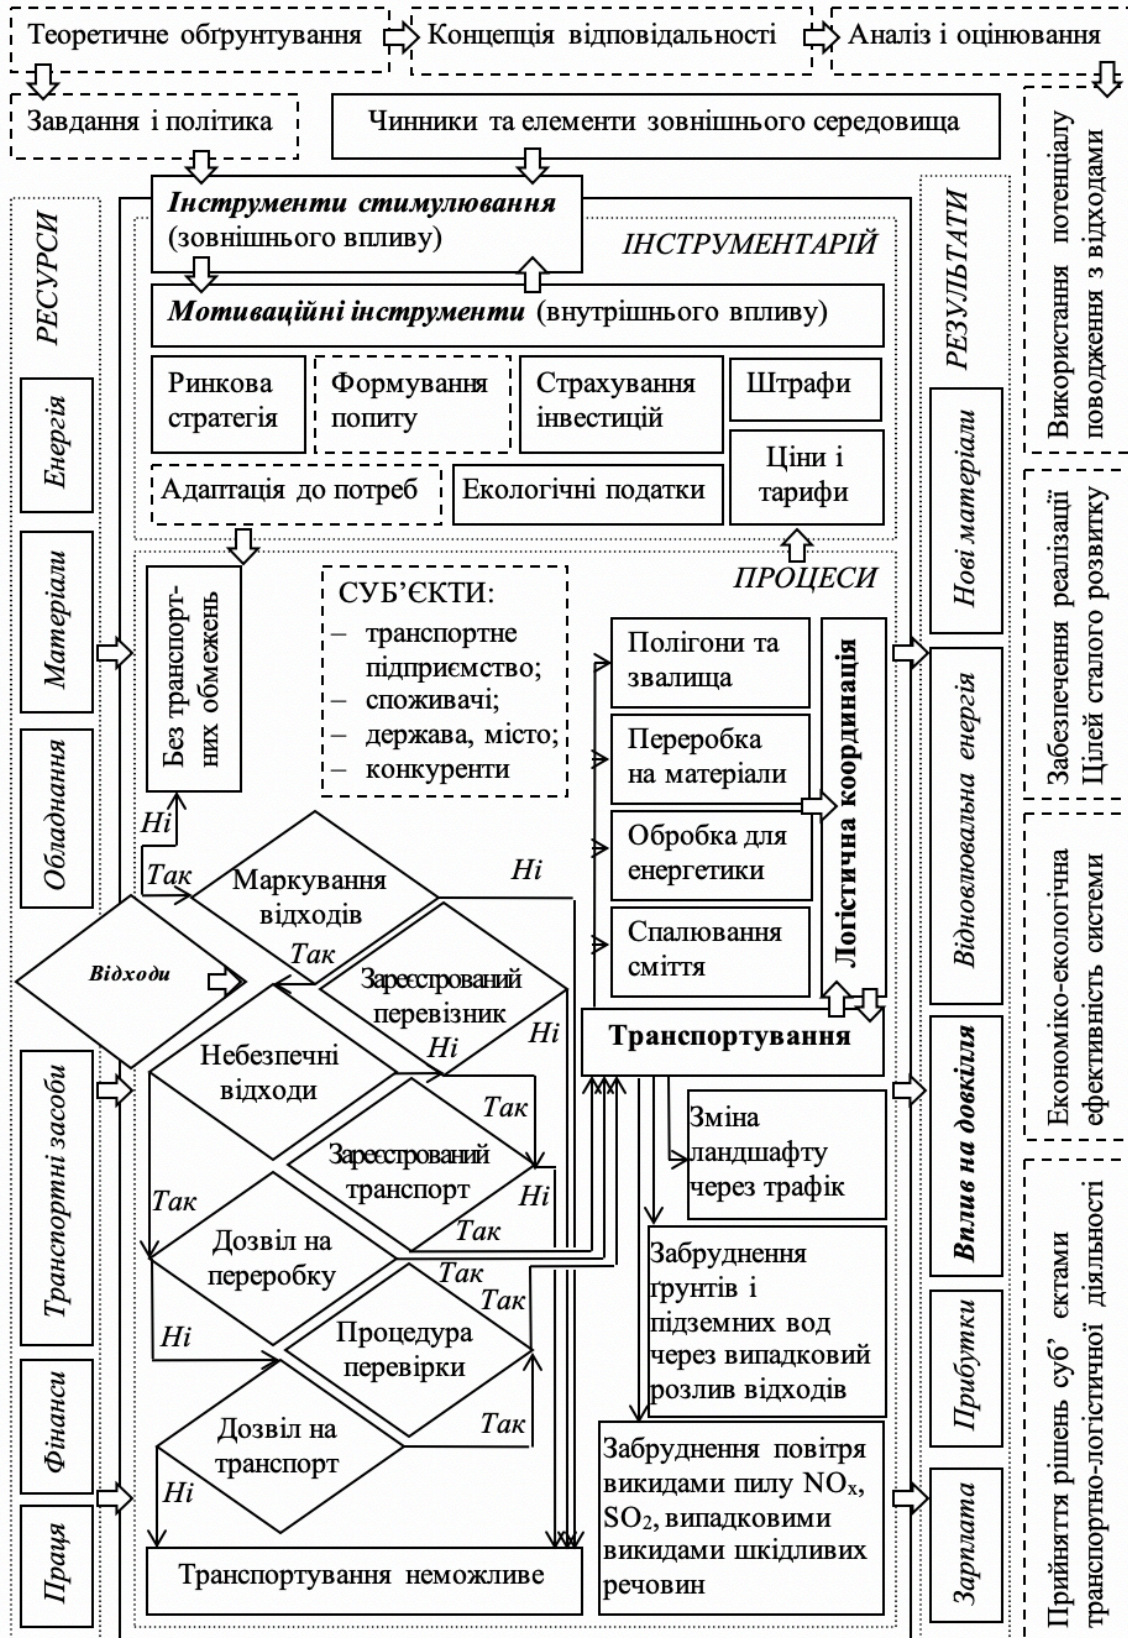 Теоретичне обґрунтування
Концепція відповідальності
Аналіз і оцінювання
Завдання і політика
Чинники та елементи зовнішнього середовища
Інструменти стимулювання
(зовнішнього впливу)
ІНСТРУМЕНТАРІЙ
Мотиваційні інструменти (внутрішнього впливу)
Ринкова
стратегія
Формування
попиту
Страхування
інвестицій
Штрафи
Адаптація до потреб
Екологічні податки
Ціни і
тарифи
РЕСУРСИ
Енергія
Матеріали
Обладнання
Транспортні засоби
Фінанси
Праця
ПРОЦЕСИ
Без транспорт-
них обмежень
СУБ’ЄКТИ:
– транспортне
підприємство;
– споживачі;
– держава, місто;
– конкуренти
Полігони та
звалища
Переробка
на матеріали
Обробка для
енергетики
Спалювання
сміття
Логістична координація
Ні
Так
Маркування
відходів
Ні
Так
Відходи
Зареєстрований
перевізник
Ні
Ні
Небезпечні
відходи
Транспортування
Так
Зареєстрований
транспорт
Ні
Так
Так
Дозвіл на
переробку
Так
Так
Ні
Процедура
перевірки
Так
Дозвіл на
транспорт
Ні
Транспортування неможливе
Зміна
ландшафту
через трафік
Забруднення
ґрунтів і
підземних вод
через випадковий
розлив відходів
Забруднення повітря
викидами пилу NOx,
SO2, випадковими
викидами шкідливих
речовин
РЕЗУЛЬТАТИ
Нові матеріали
Відновлювальна енергія
Вплив на довкілля
Прибутки
Зарплата
Використання потенціалу
поводження з відходами
Забезпечення реалізації
Цілей сталого розвитку
Економіко-екологічна
ефективність системи
Прийняття рішень суб’ єктами
транспортно-логістичної діяльності